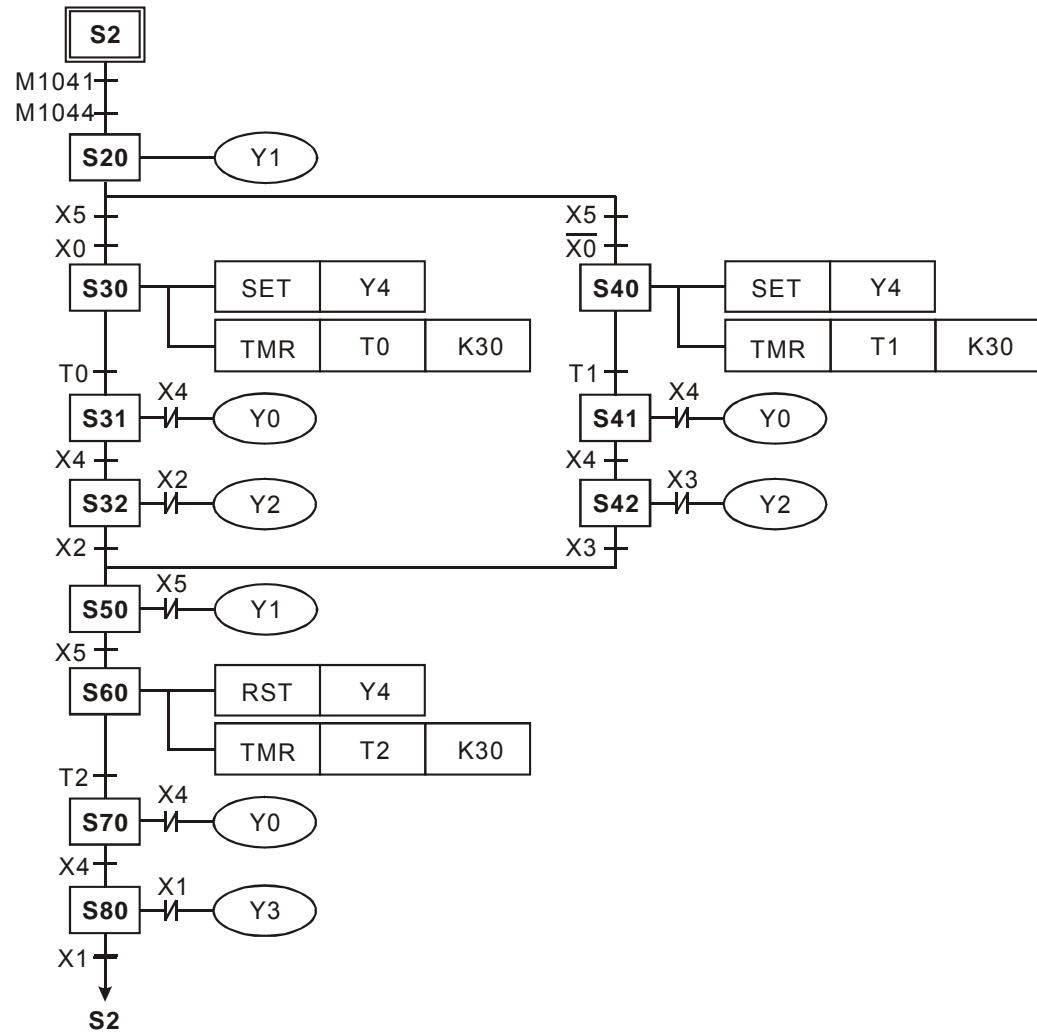 S2
M1041
M1044
S20 Y1
X5 X5
X0 X̅0̅
S30 SET Y4 S40 SET Y4
TMR T0 K30 TMR T1 K30
T0 T1
X4 X4
S31 Y0 S41 Y0
X4 X4
X2 X3
S32 Y2 S42 Y2
X2 X3
X5
S50 Y1
X5
S60 RST Y4
TMR T2 K30
T2
X4
S70 Y0
X4
X1
S80 Y3
X1
S2